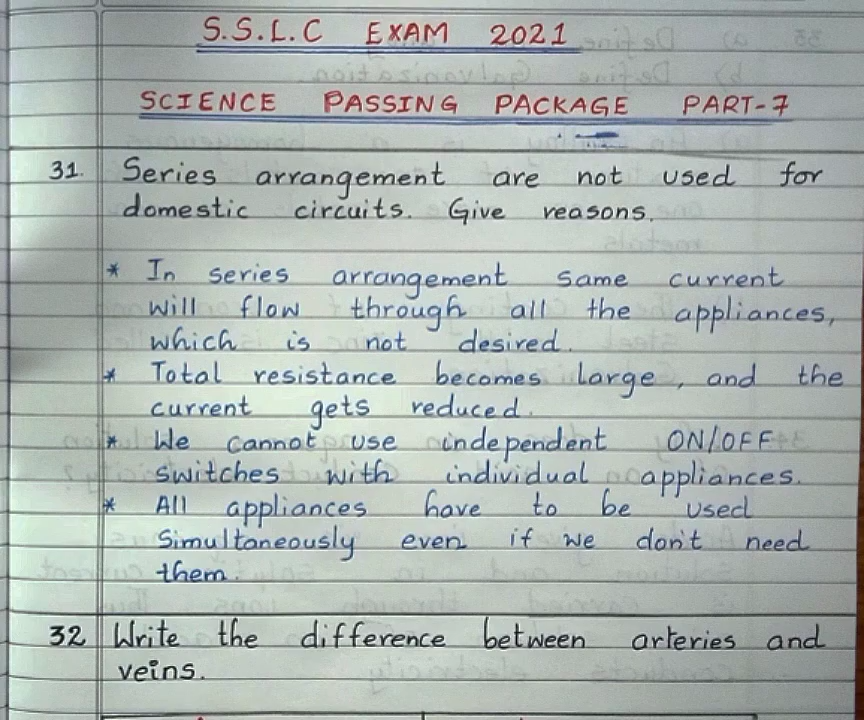 S.S.L.C EXAM 2021
SCIENCE PASSING PACKAGE PART-7
31. Series arrangement are not used for
domestic circuits. Give reasons.
* In series arrangement same current
will flow through all the appliances,
which is not desired.
* Total resistance becomes large, and the
current gets reduced.
* We cannot use independent ON/OFF
switches with individual appliances.
* All appliances have to be used
Simultaneously even if we don't need
them.
32 Write the difference between arteries and
veins.